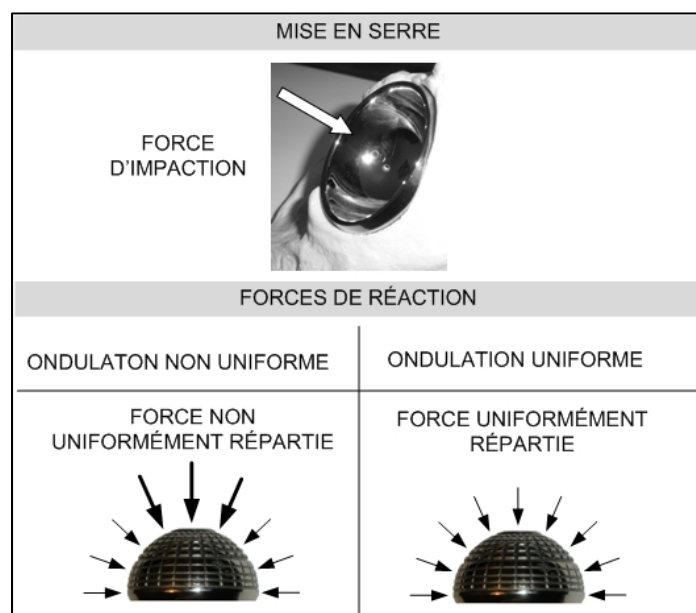 MISE EN SERRE
FORCE
D'IMPACTION
FORCES DE RÉACTION
ONDULATON NON UNIFORME
ONDULATION UNIFORME
FORCE NON
UNIFORMÉMENT RÉPARTIE
FORCE UNIFORMÉMENT
RÉPARTIE